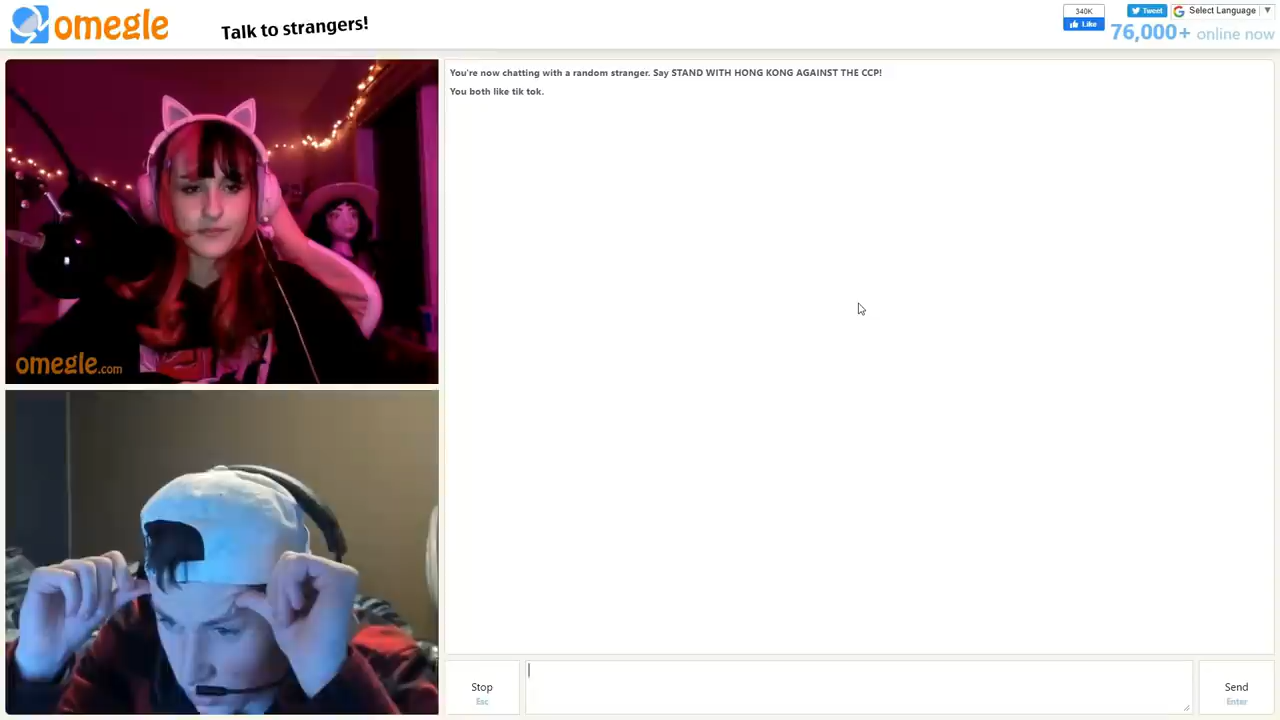 omegle
Talk to strangers!
340K
Like
Tweet
Select Language ▼
76,000+ online now
You're now chatting with a random stranger. Say STAND WITH HONG KONG AGAINST THE CCP!
You both like tik tok.
omegle.com
Stop
Esc
Send
Enter